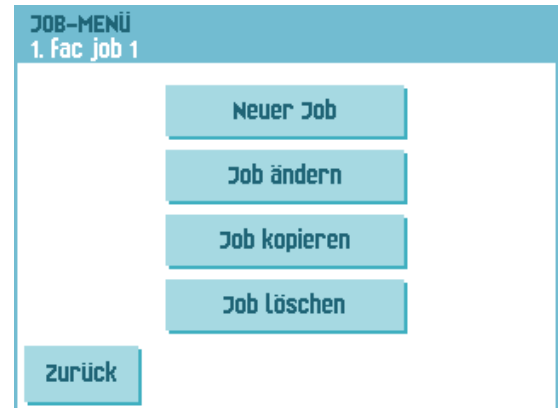 JOB-MENÜ
1. Fac job 1
Neuer Job
Job ändern
Job kopieren
Job löschen
Zurück